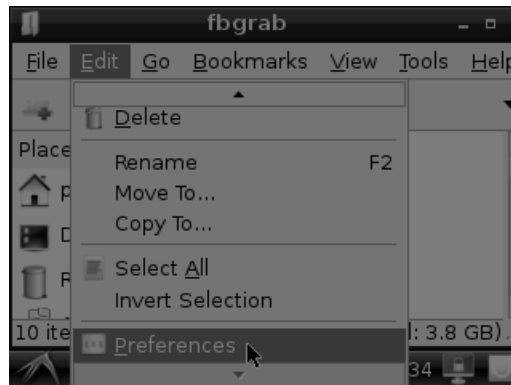 fbgrab
File Edit Go Bookmarks View Tools Help
Delete
Place
Rename F2
Move To...
Copy To...
Select All
Invert Selection
10 ite l: 3.8 GB)
Preferences
34